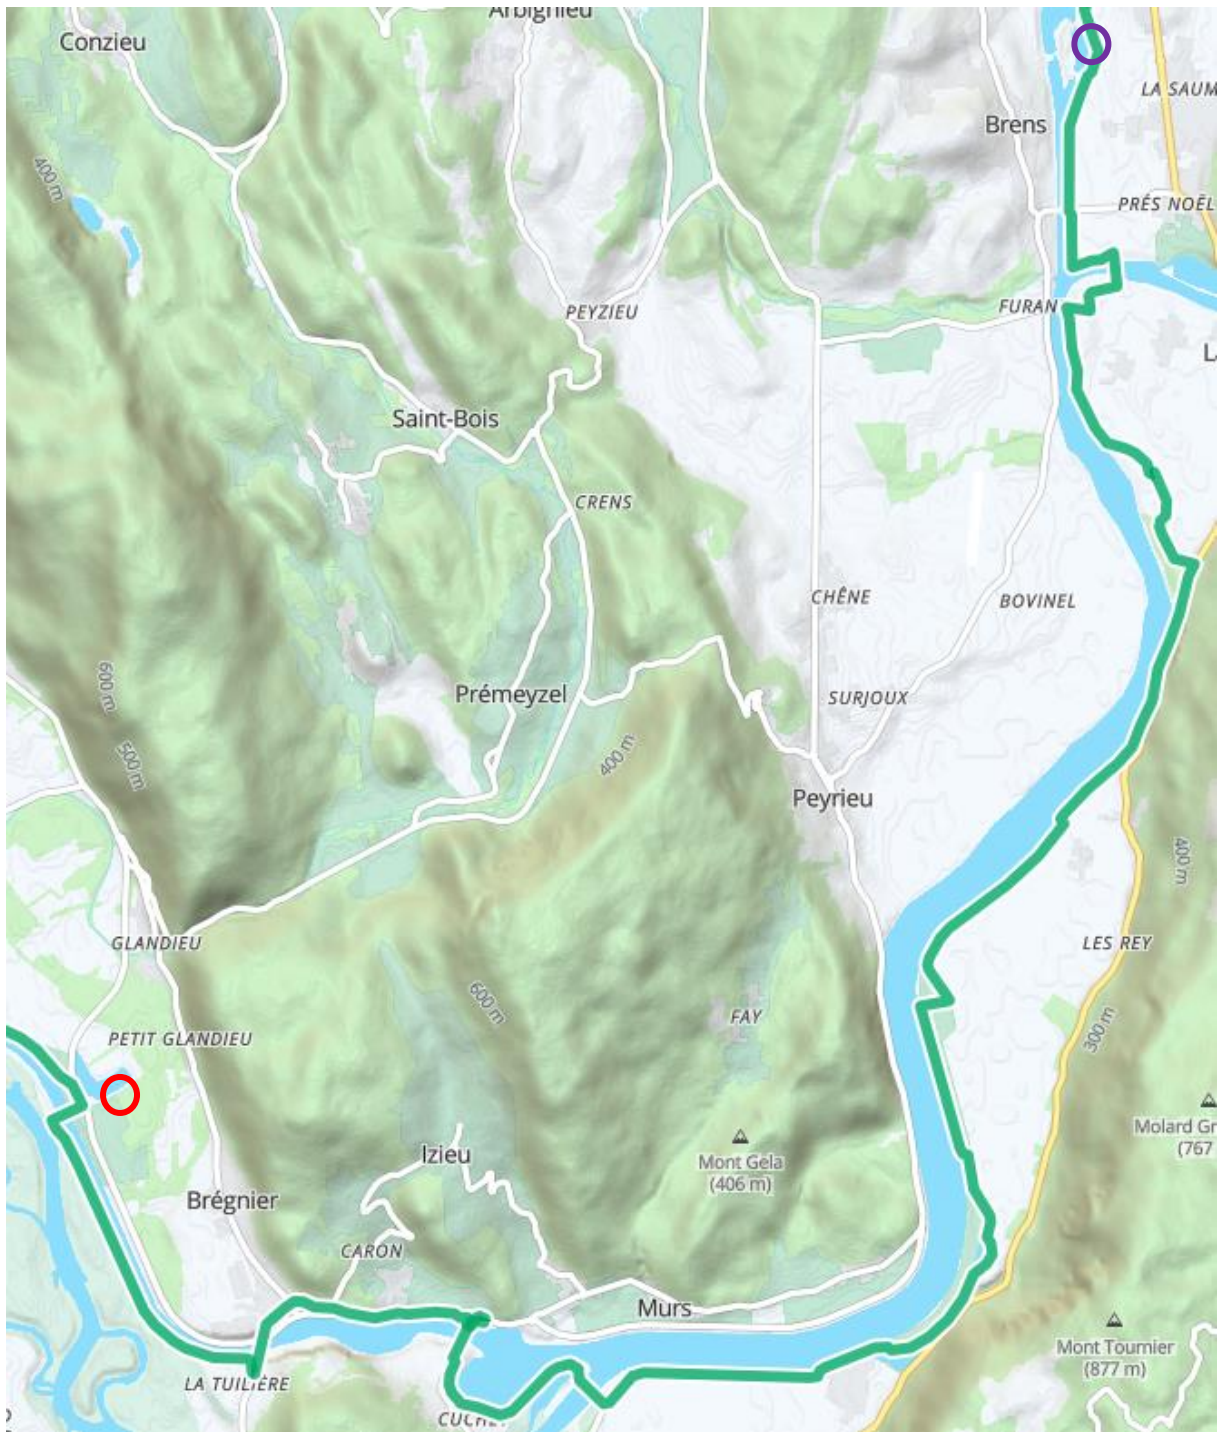 Arbignieu
Conzieu
LA SAUM
Brens
400 m
PRÉS NOËL
FURAN
PEYZIEU
L
Saint-Bois
CRENS
CHÊNE
BOVINEL
600 m
Prémeyzel
SURJOUX
500 m
400 m
Peyrieu
400 m
GLANDIEU
LES REY
600 m
FAY
300 m
PETIT GLANDIEU
Molard Gr
(767
Izieu
Mont Gela
(406 m)
Brégnier
CARON
Murs
Mont Tournier
(877 m)
LA TUILIÈRE
CUCHET